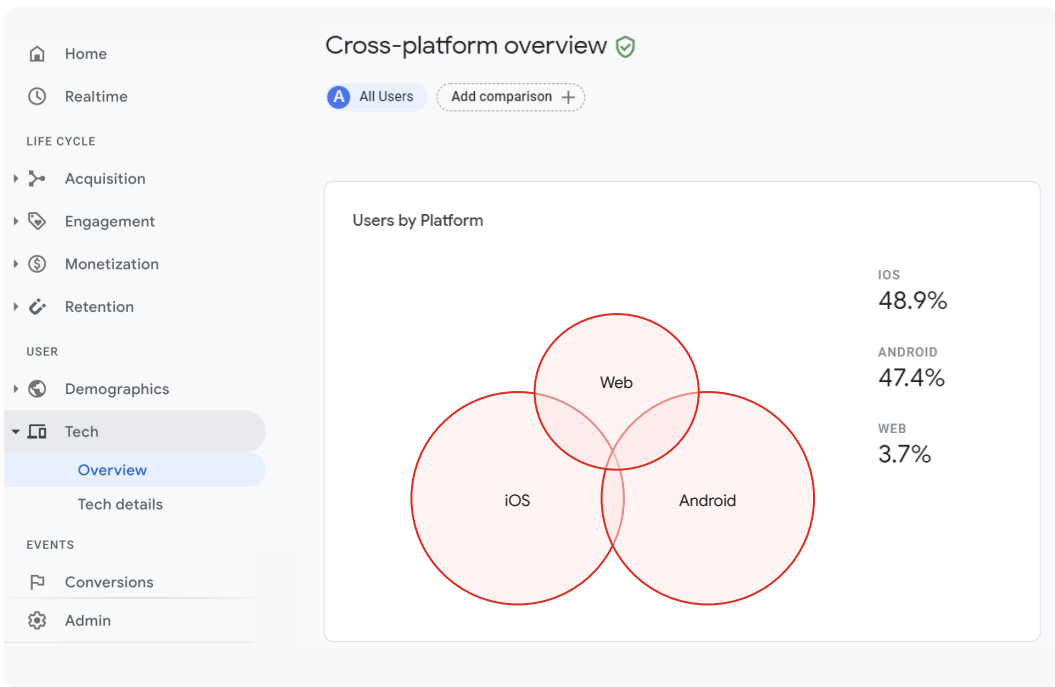 Home
Realtime
LIFE CYCLE
Acquisition
Engagement
Monetization
Retention
USER
Demographics
Tech
Overview
Tech details
EVENTS
Conversions
Admin
Cross-platform overview
A All Users
Add comparison +
Users by Platform
Web
iOS
Android
IOS
48.9%
ANDROID
47.4%
WEB
3.7%